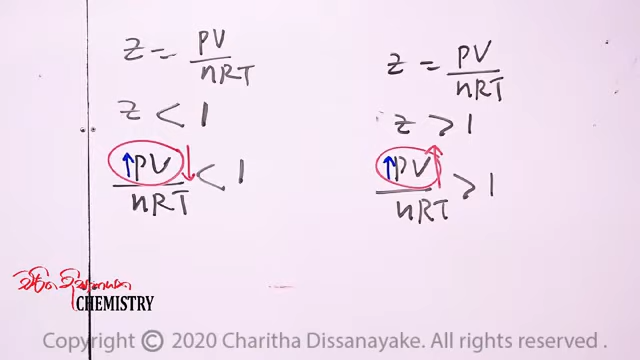 Z = PV/nRT
Z < 1
↑PV↓/nRT < 1
Z = PV/nRT
Z > 1
↑PV↑/nRT > 1
CHEMISTRY
Copyright © 2020 Charitha Dissanayake. All rights reserved .